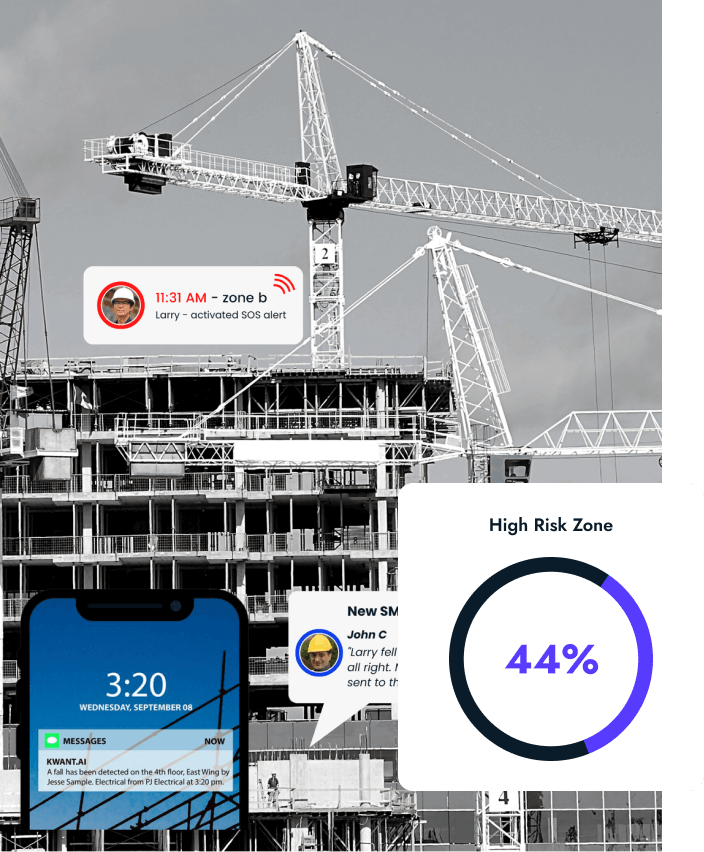 2
11:31 AM - zone b
Larry - activated SOS alert
High Risk Zone
44%
New SM
John C
"Larry fell
all right.
sent to th
3:20
WEDNESDAY, SEPTEMBER 08
MESSAGES NOW
KWANT.AI
A fall has been detected on the 4th floor, East Wing by
Jesse Sample. Electrical from PJ Electrical at 3:20 pm.
4